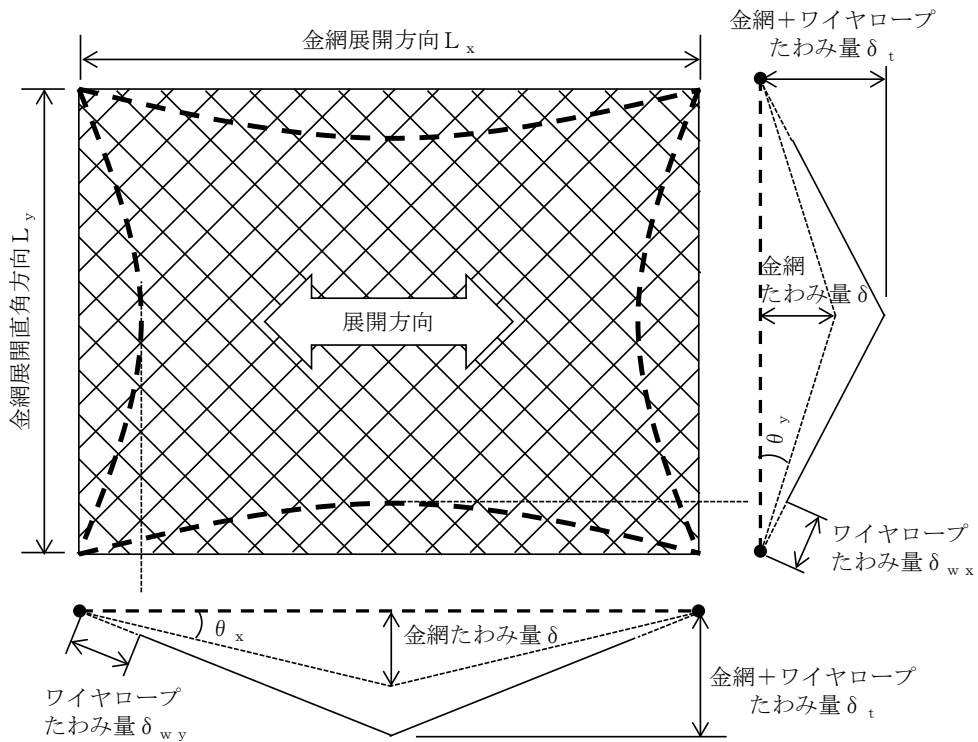 金網展開方向Lx
金網+ワイヤロープ
たわみ量δt
金網展開直角方向Ly
展開方向
金網
たわみ量δ
θy
ワイヤロープ
たわみ量δwx
θx
金網たわみ量δ
ワイヤロープ
たわみ量δwy
金網+ワイヤロープ
たわみ量δt